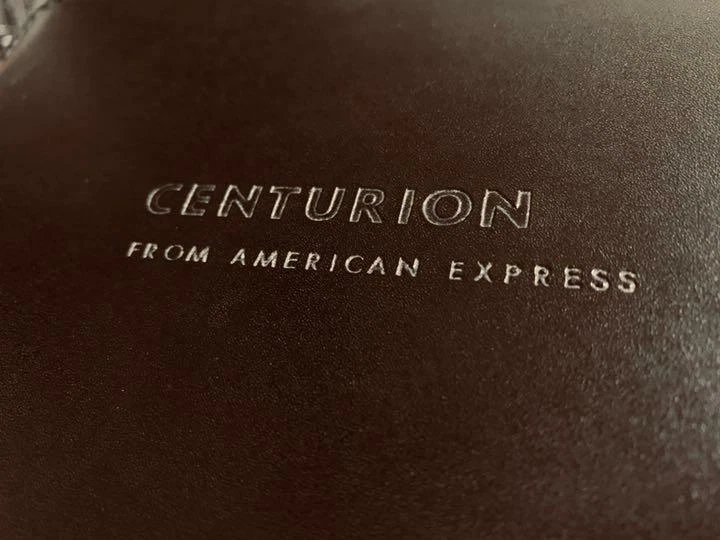 CENTURION
FROM AMERICAN EXPRESS